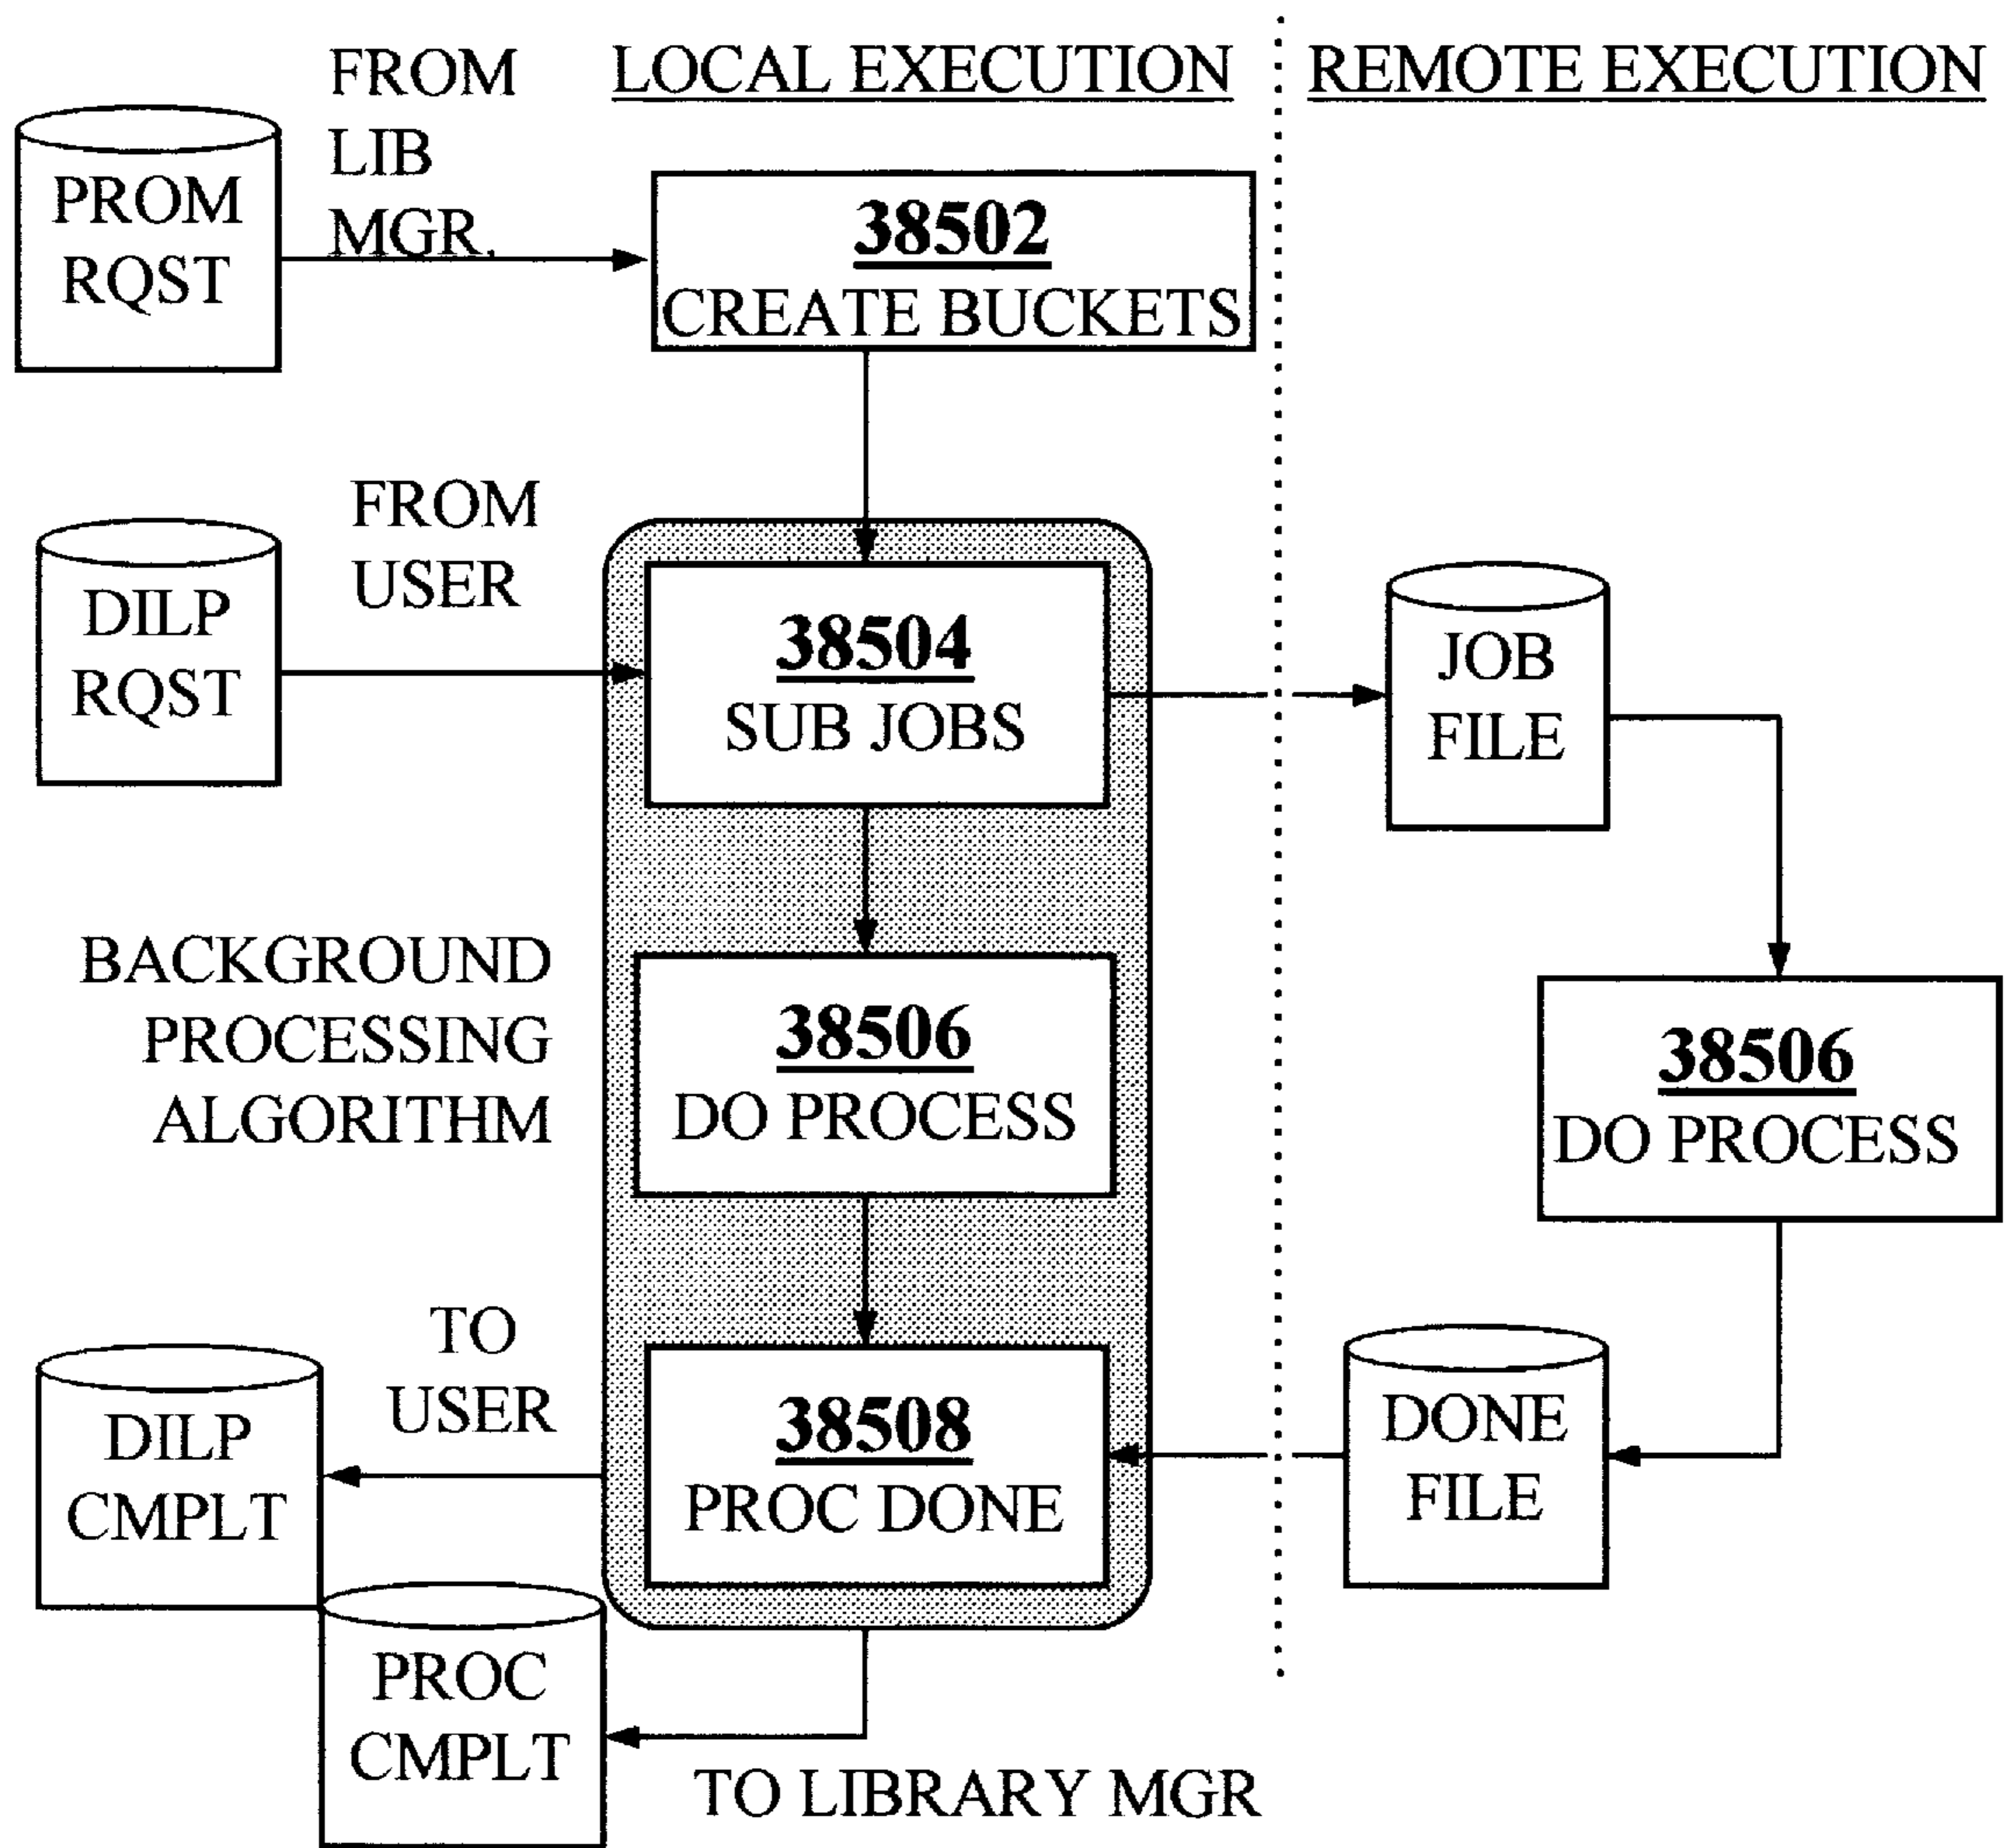 FROM
LIB
MGR.
LOCAL EXECUTION
REMOTE EXECUTION
PROM
RQST
38502
CREATE BUCKETS
FROM
USER
DILP
RQST
38504
SUB JOBS
JOB
FILE
BACKGROUND
PROCESSING
ALGORITHM
38506
DO PROCESS
38506
DO PROCESS
TO
USER
DILP
CMPLT
38508
PROC DONE
DONE
FILE
PROC
CMPLT
TO LIBRARY MGR